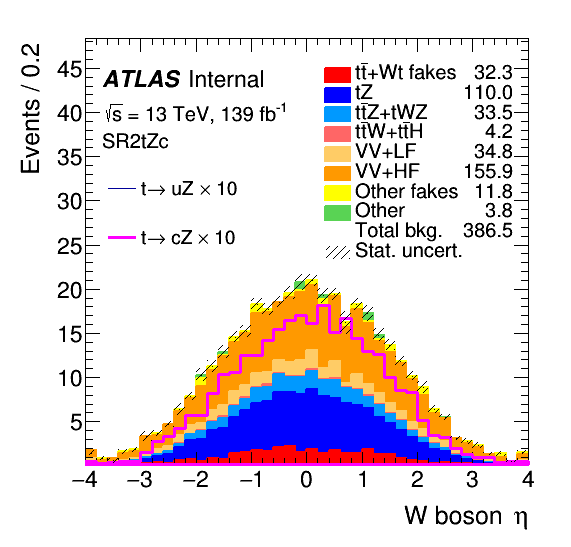 Events / 0.2
45
40
35
30
25
20
15
10
5
ATLAS Internal
√s = 13 TeV, 139 fb⁻¹
SR2tZc
t→ uZ × 10
t→ cZ × 10
tt̄+Wt fakes 32.3
tZ 110.0
tt̄Z+tWZ 33.5
tt̄W+tt̄H 4.2
VV+LF 34.8
VV+HF 155.9
Other fakes 11.8
Other 3.8
Total bkg. 386.5
Stat. uncert.
−4 −3 −2 −1 0 1 2 3 4
W boson η